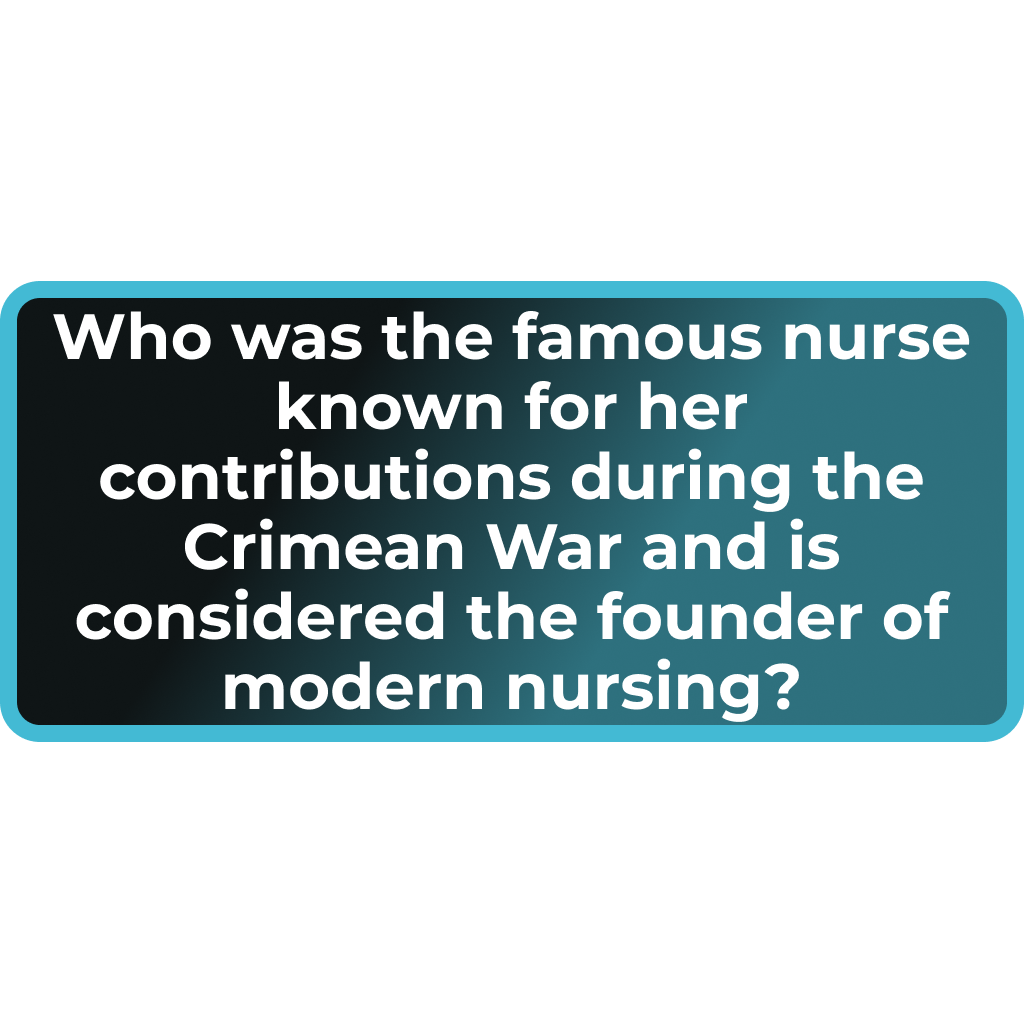 Who was the famous nurse
known for her
contributions during the
Crimean War and is
considered the founder of
modern nursing?